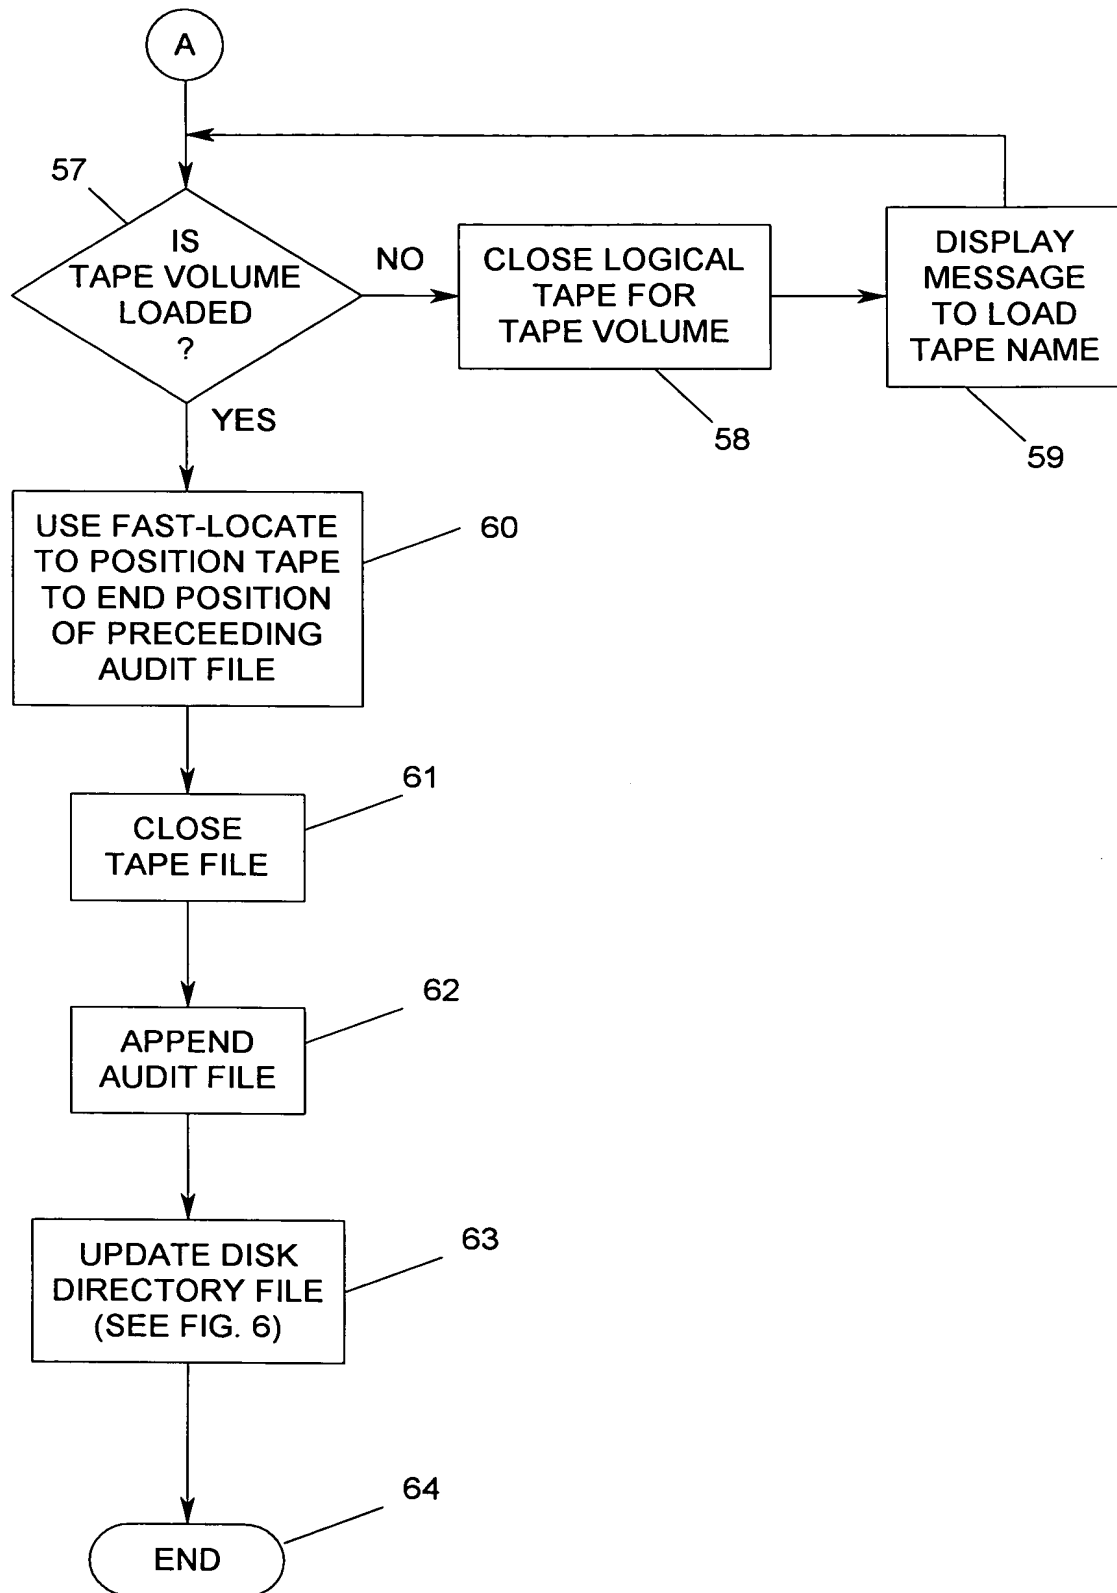 A
57
IS
TAPE VOLUME
LOADED
?
NO
YES
CLOSE LOGICAL
TAPE FOR
TAPE VOLUME
58
DISPLAY
MESSAGE
TO LOAD
TAPE NAME
59
USE FAST-LOCATE
TO POSITION TAPE
TO END POSITION
OF PRECEEDING
AUDIT FILE
60
CLOSE
TAPE FILE
61
APPEND
AUDIT FILE
62
UPDATE DISK
DIRECTORY FILE
(SEE FIG. 6)
63
END
64